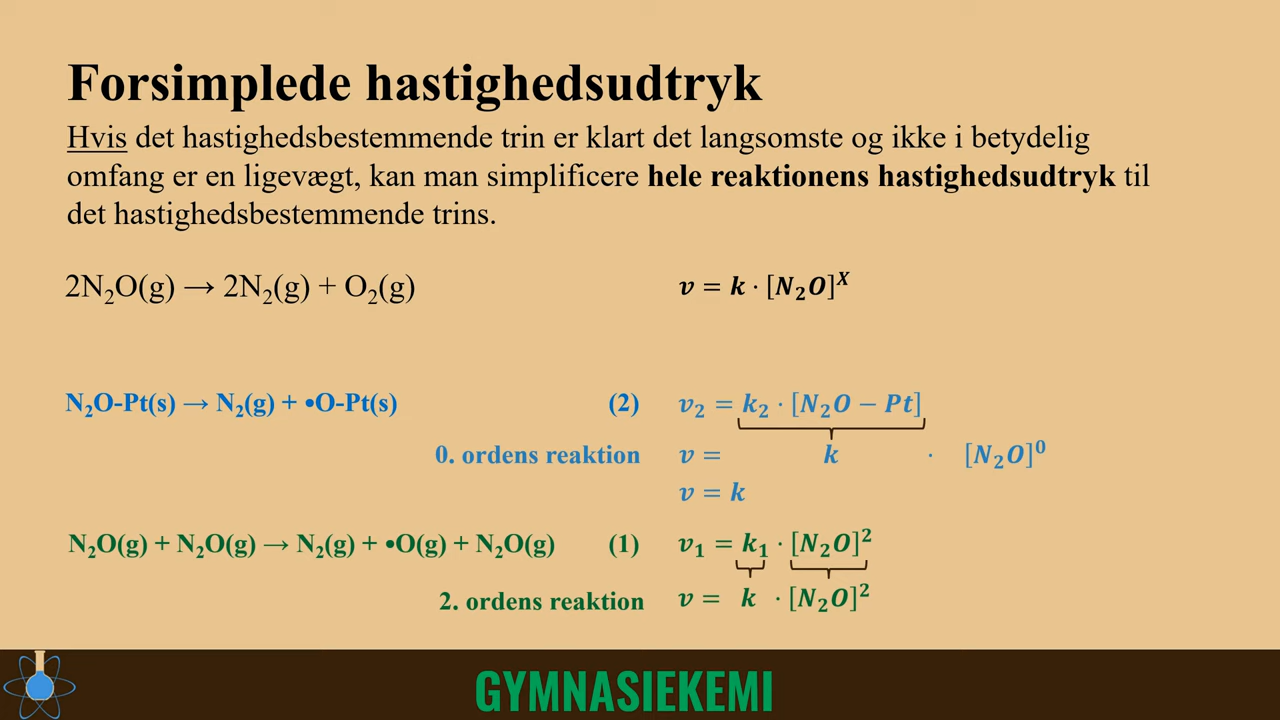 Forsimplede hastighedsudtryk
Hvis det hastighedsbestemmende trin er klart det langsomste og ikke i betydelig
omfang er en ligevægt, kan man simplificere hele reaktionens hastighedsudtryk til
det hastighedsbestemmende trins.
2N₂O(g) → 2N₂(g) + O₂(g) v = k · [N₂O]ˣ
N₂O-Pt(s) → N₂(g) + •O-Pt(s) (2) v₂ = k₂ · [N₂O − Pt]
0. ordens reaktion v = k · [N₂O]⁰
v = k
N₂O(g) + N₂O(g) → N₂(g) + •O(g) + N₂O(g) (1) v₁ = k₁ · [N₂O]²
2. ordens reaktion v = k · [N₂O]²
GYMNASIEKEMI